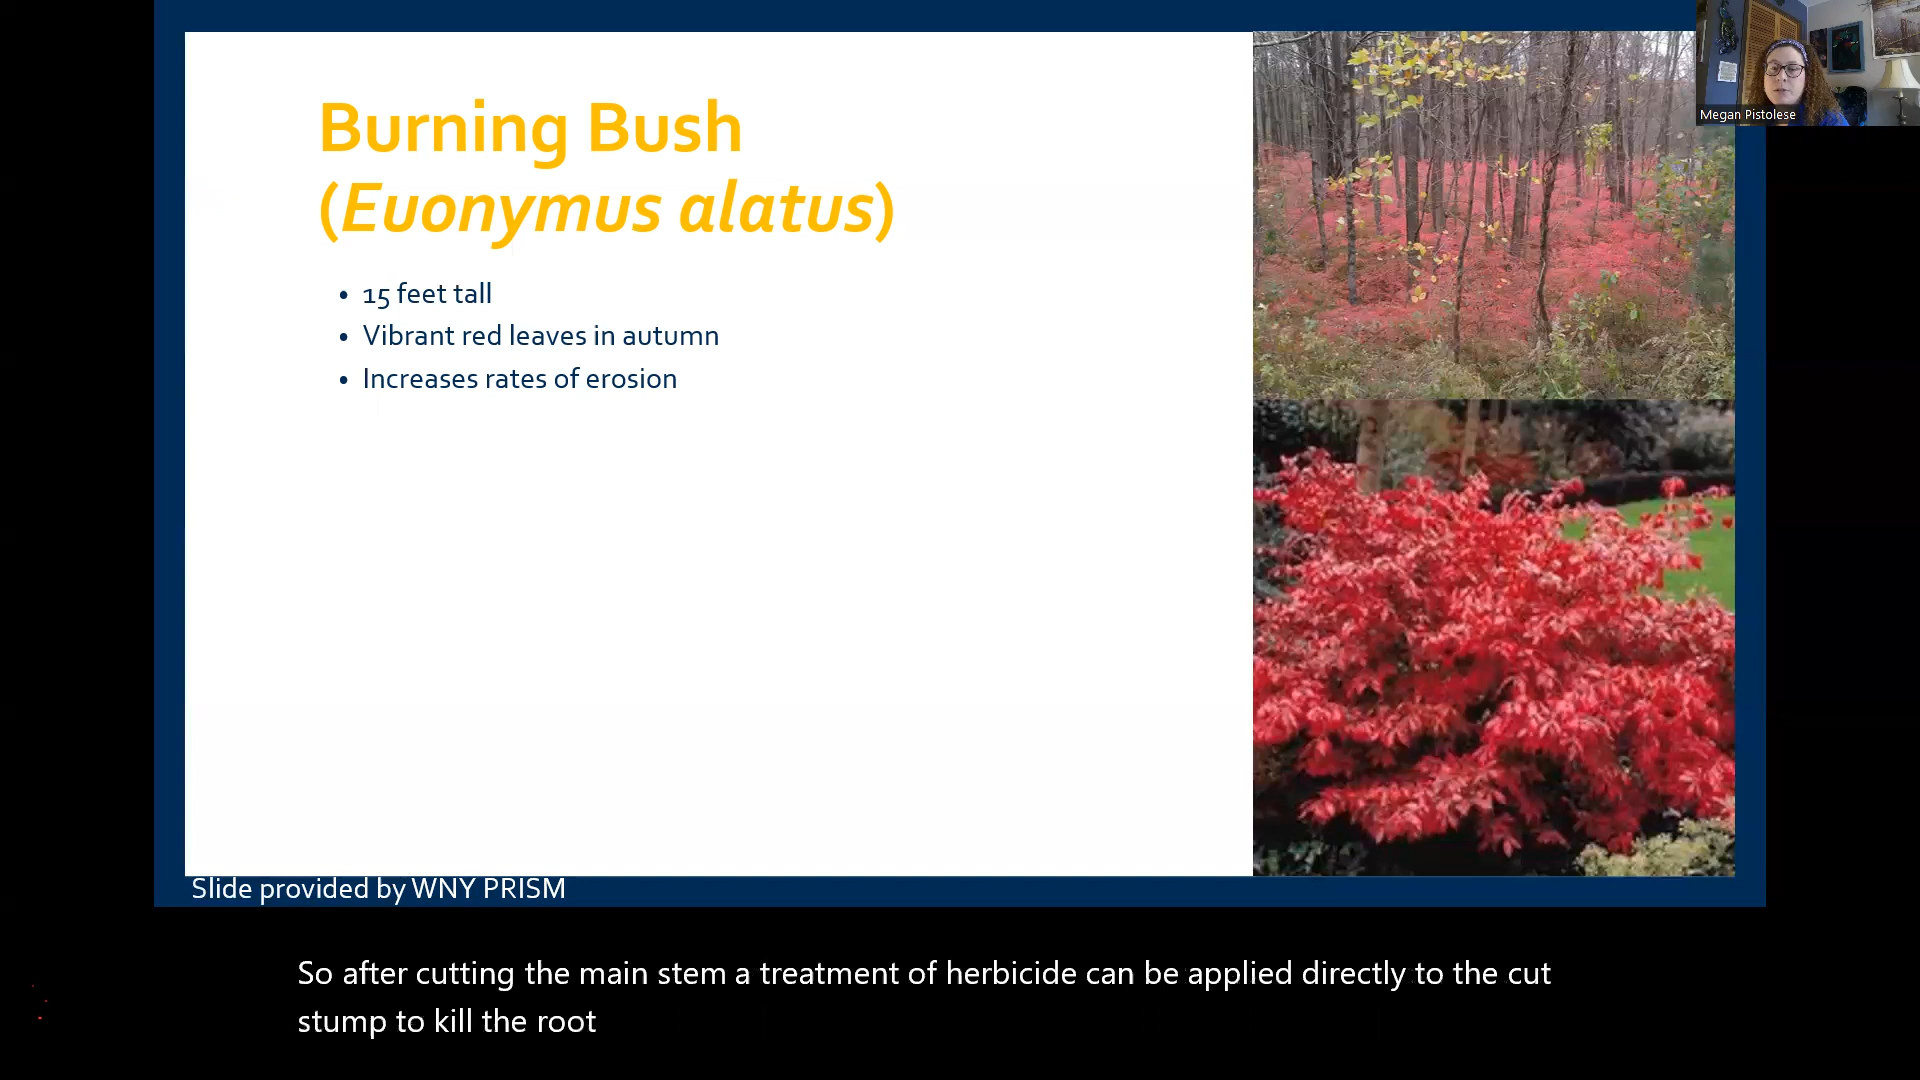 Megan Pistolese
Burning Bush
(Euonymus alatus)
• 15 feet tall
• Vibrant red leaves in autumn
• Increases rates of erosion
Slide provided by WNY PRISM
So after cutting the main stem a treatment of herbicide can be applied directly to the cut
stump to kill the root